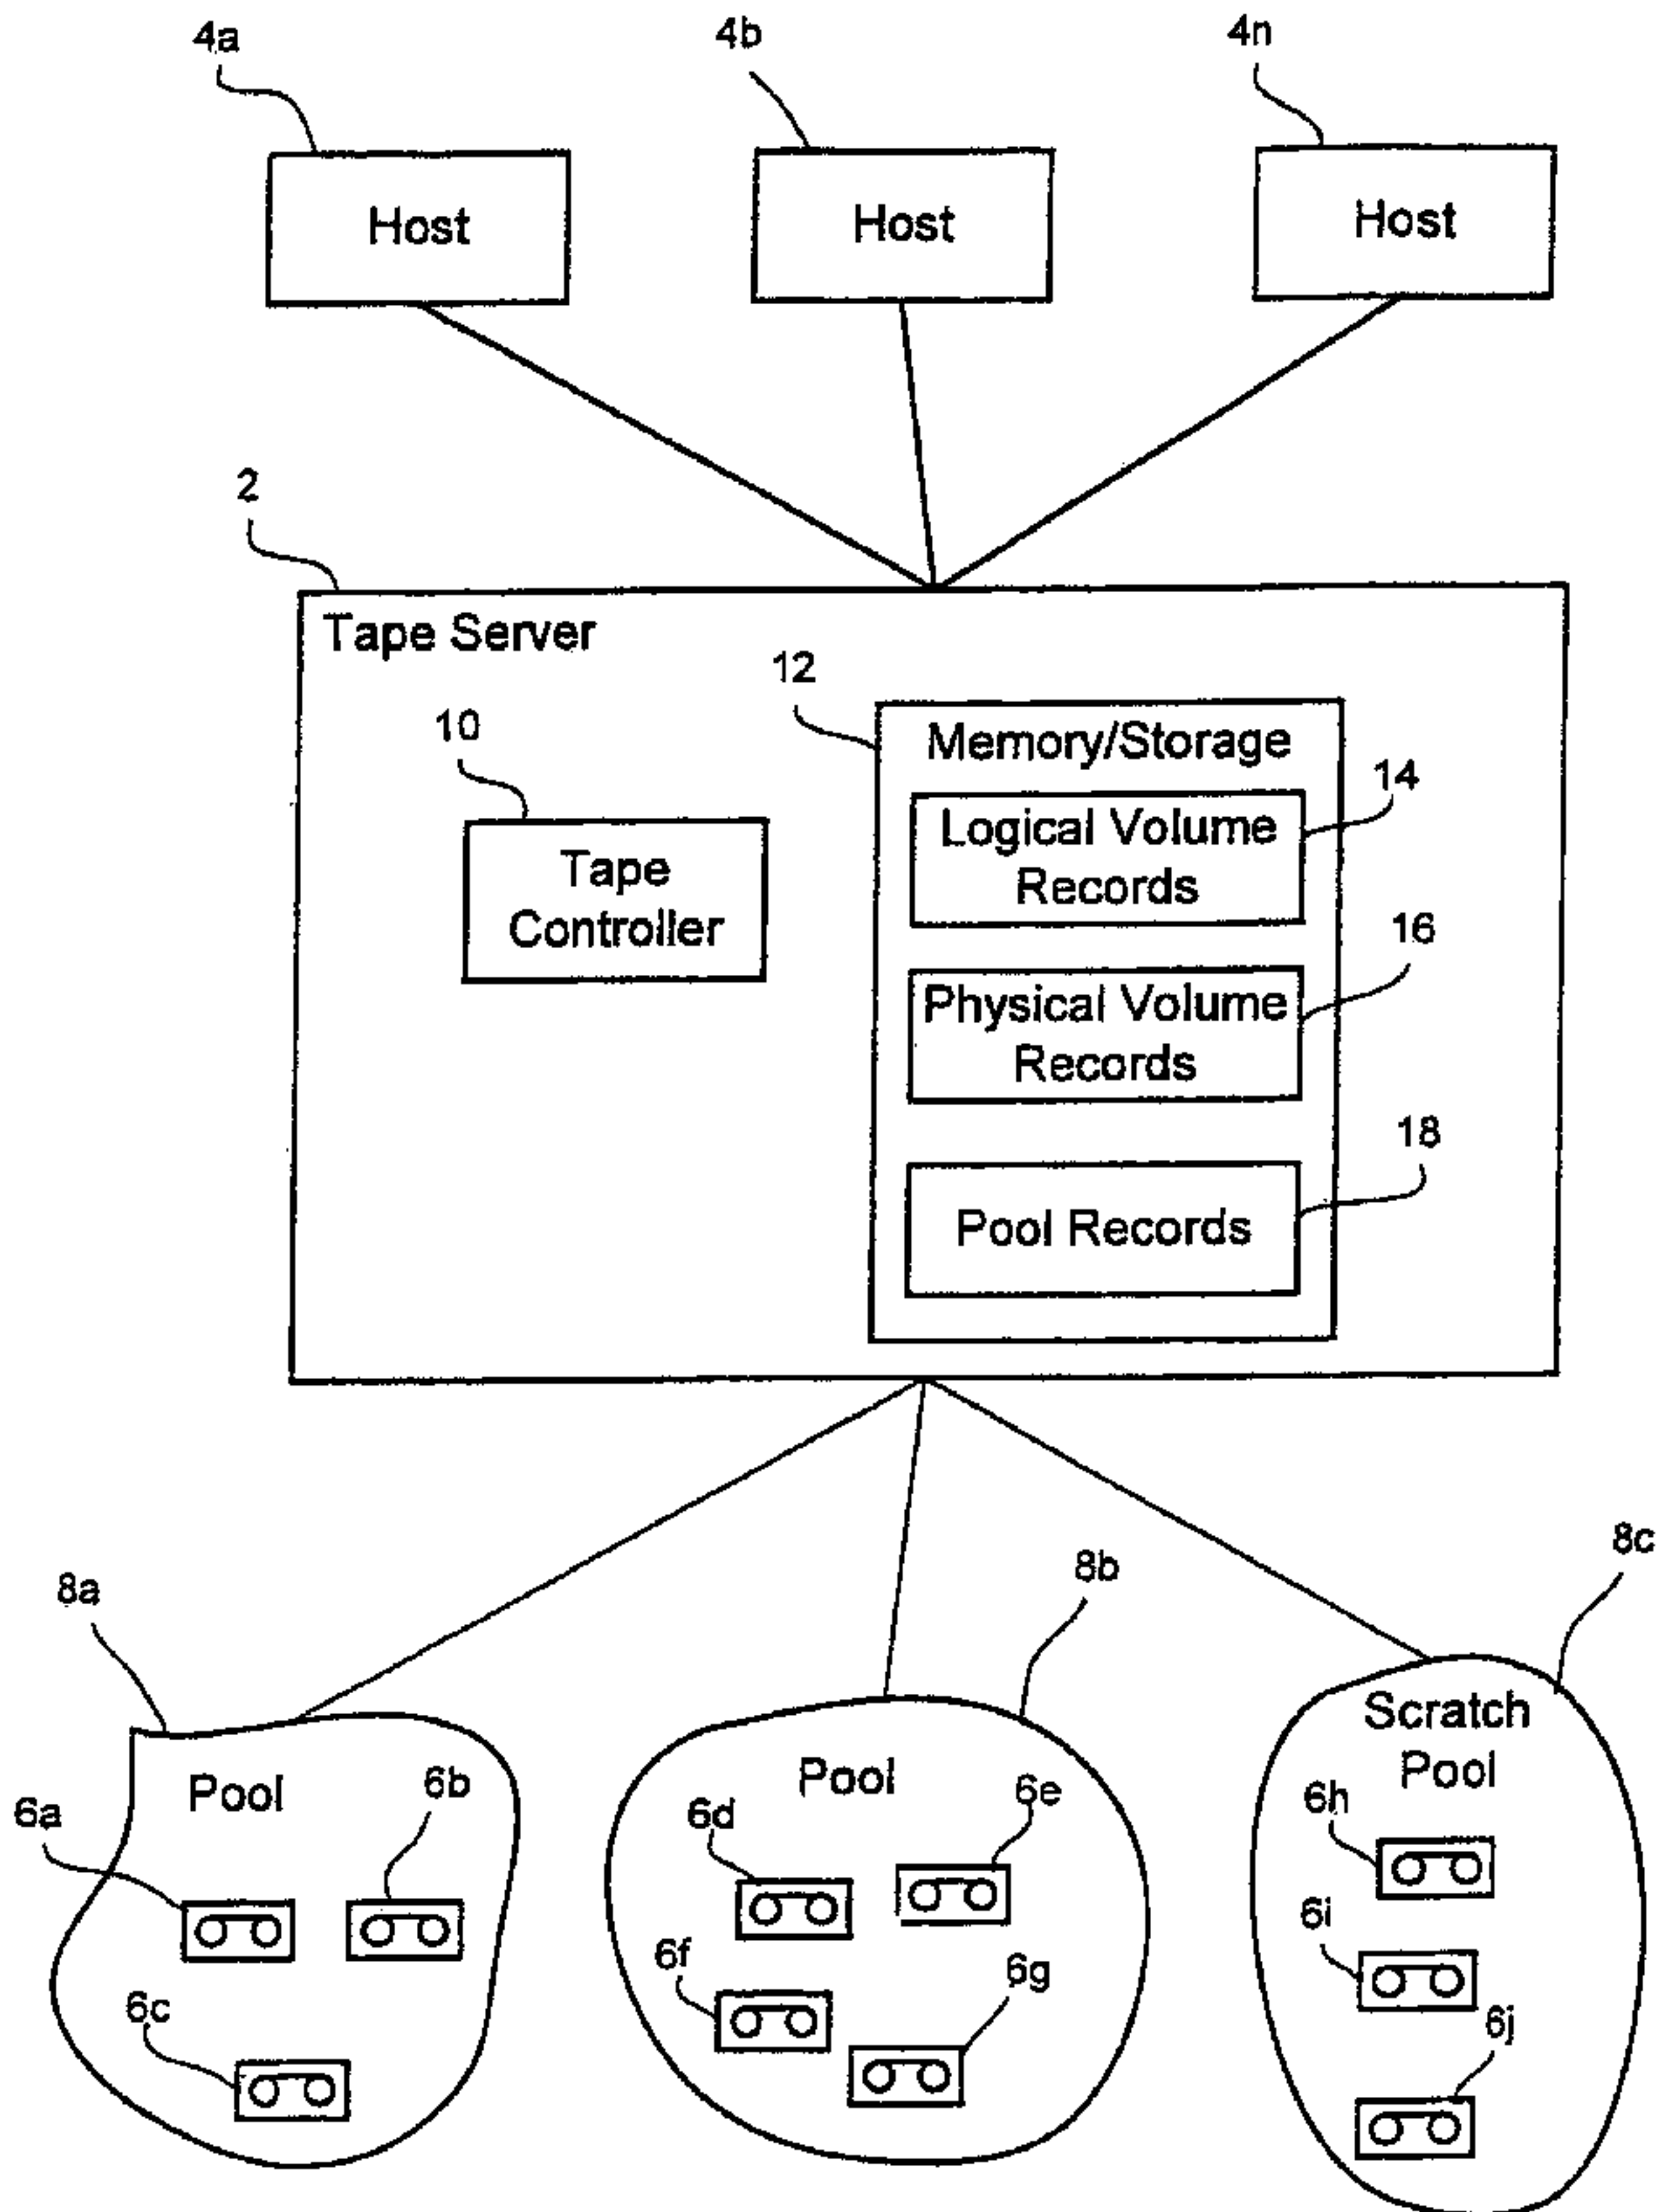 4a
4b
4n
Host
Host
Host
2
Tape Server
12
10
Memory/Storage
14
Logical Volume
Records
Tape
Controller
16
Physical Volume
Records
18
Pool Records
8a
8b
8c
Scratch
Pool
Pool
Pool
6a
6b
6d
6e
6h
6i
6f
6g
6c
6j